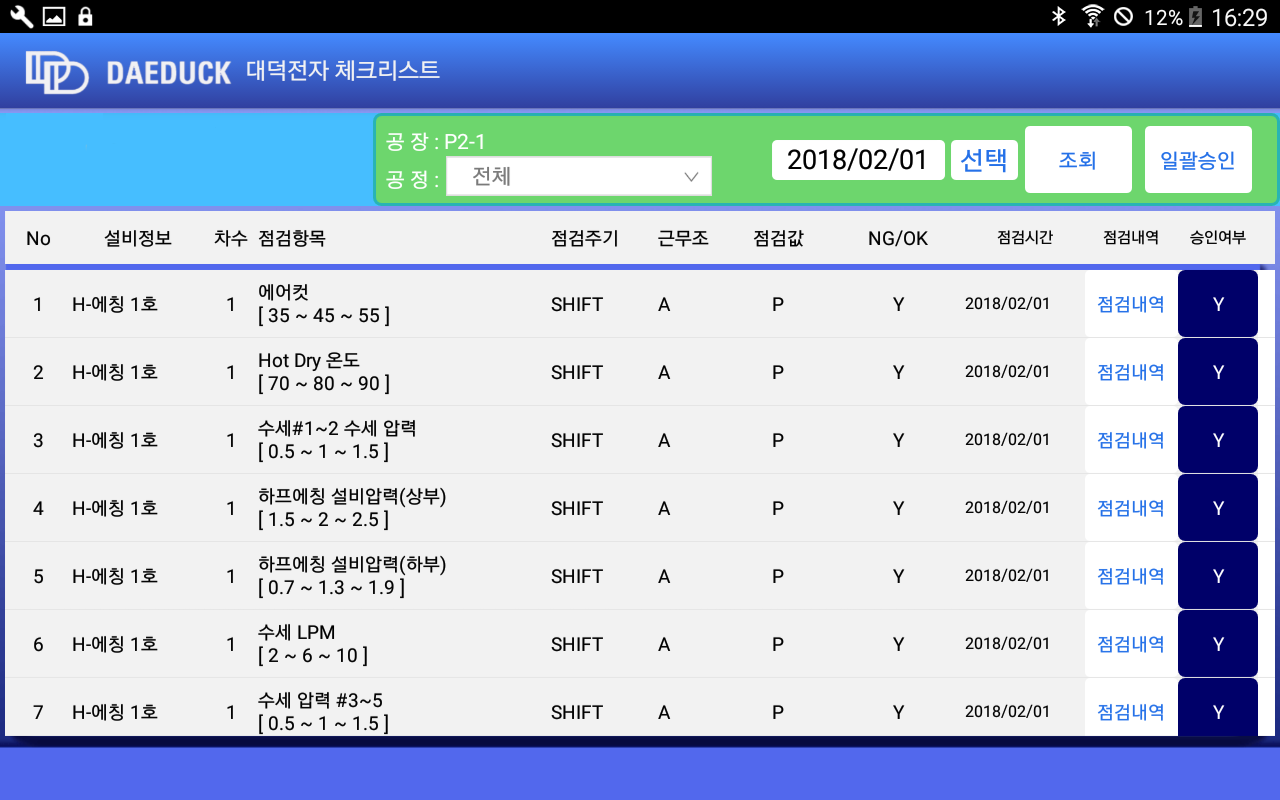 12% 16:29
DAEDUCK 대덕전자 체크리스트
공 장 : P2-1
공 정 : 전체
2018/02/01 선택 조회 일괄승인
No 설비정보 차수 점검항목 점검주기 근무조 점검값 NG/OK 점검시간 점검내역 승인여부
1 H-에칭 1호 1 에어컷 SHIFT A P Y 2018/02/01 점검내역 Y
[ 35 ~ 45 ~ 55 ]
2 H-에칭 1호 1 Hot Dry 온도 SHIFT A P Y 2018/02/01 점검내역 Y
[ 70 ~ 80 ~ 90 ]
3 H-에칭 1호 1 수세#1~2 수세 압력 SHIFT A P Y 2018/02/01 점검내역 Y
[ 0.5 ~ 1 ~ 1.5 ]
4 H-에칭 1호 1 하프에칭 설비압력(상부) SHIFT A P Y 2018/02/01 점검내역 Y
[ 1.5 ~ 2 ~ 2.5 ]
5 H-에칭 1호 1 하프에칭 설비압력(하부) SHIFT A P Y 2018/02/01 점검내역 Y
[ 0.7 ~ 1.3 ~ 1.9 ]
6 H-에칭 1호 1 수세 LPM SHIFT A P Y 2018/02/01 점검내역 Y
[ 2 ~ 6 ~ 10 ]
7 H-에칭 1호 1 수세 압력 #3~5 SHIFT A P Y 2018/02/01 점검내역 Y
[ 0.5 ~ 1 ~ 1.5 ]